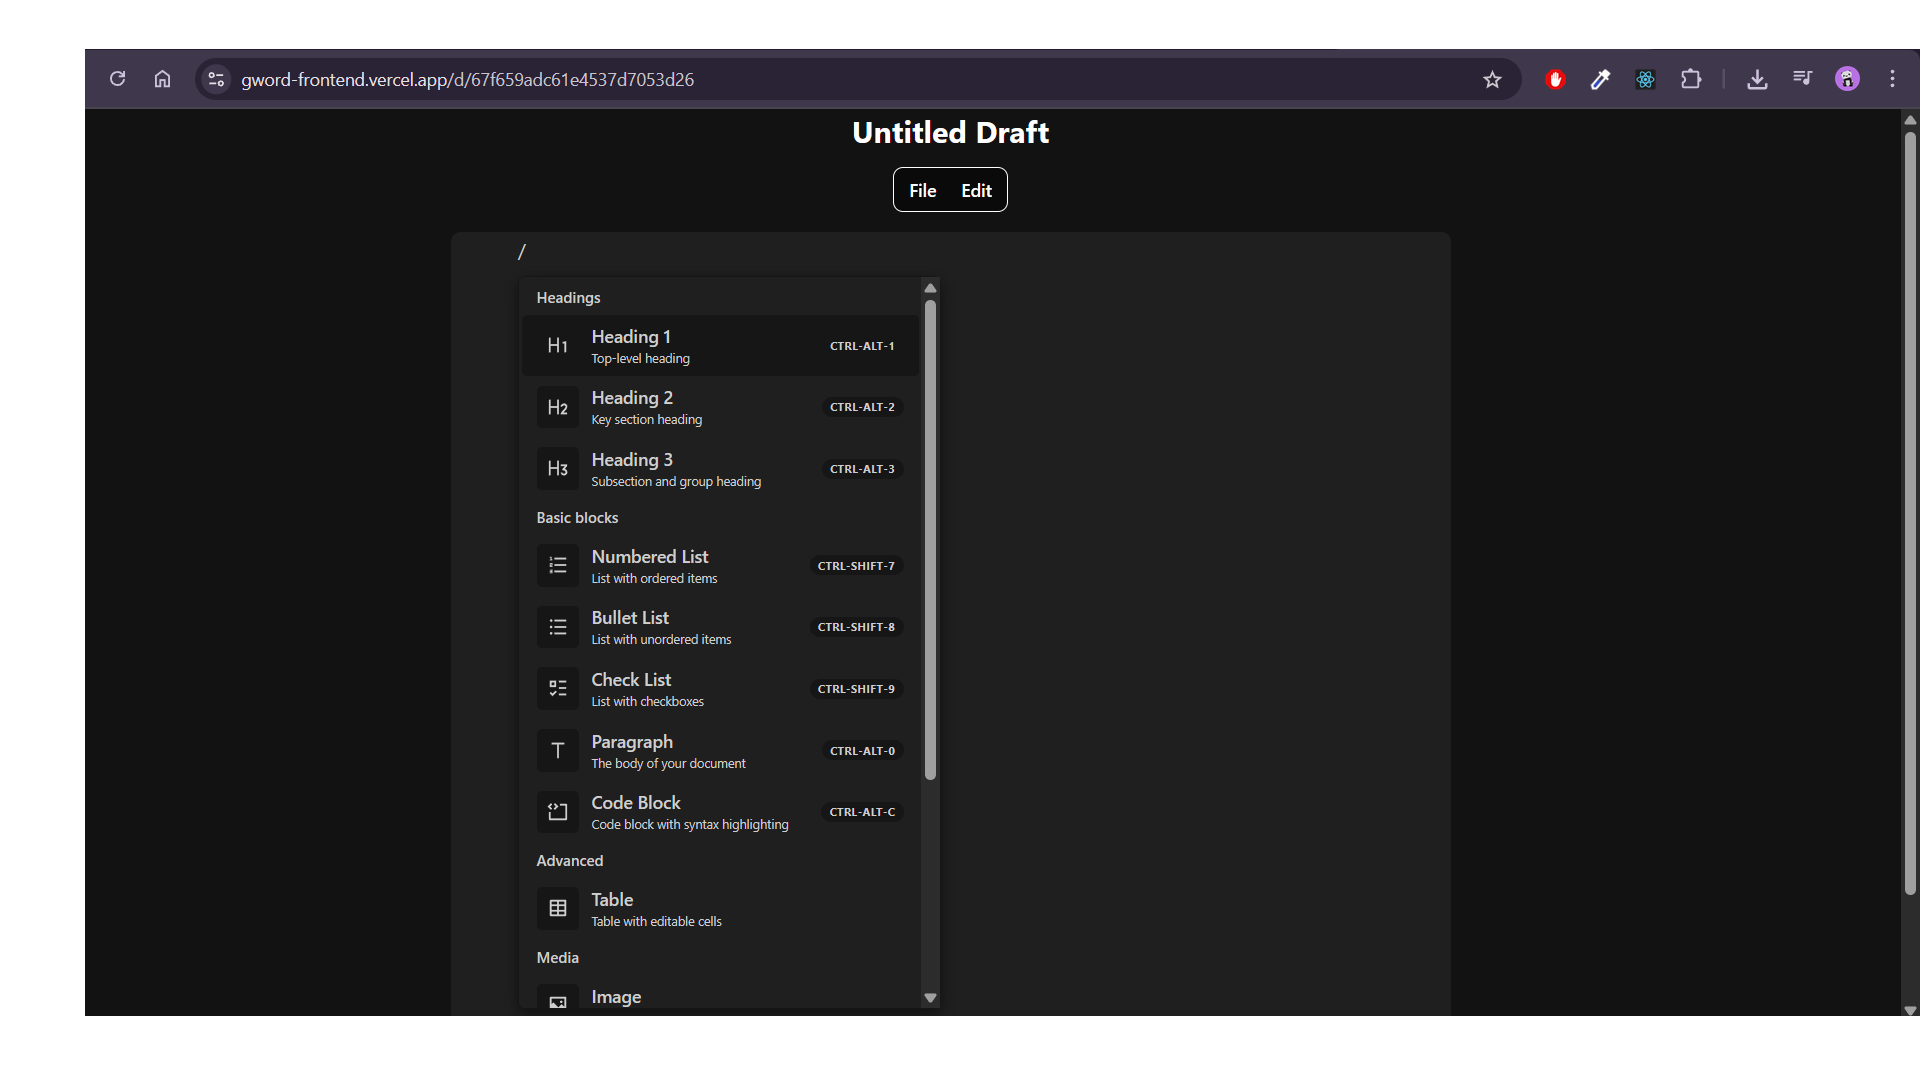 gword-frontend.vercel.app/d/67f659adc61e4537d7053d26
Untitled Draft
File Edit
/
Headings
H1 Heading 1 CTRL-ALT-1
Top-level heading
H2 Heading 2 CTRL-ALT-2
Key section heading
H3 Heading 3 CTRL-ALT-3
Subsection and group heading
Basic blocks
Numbered List CTRL-SHIFT-7
List with ordered items
Bullet List CTRL-SHIFT-8
List with unordered items
Check List CTRL-SHIFT-9
List with checkboxes
T Paragraph CTRL-ALT-0
The body of your document
Code Block CTRL-ALT-C
Code block with syntax highlighting
Advanced
Table
Table with editable cells
Media
Image